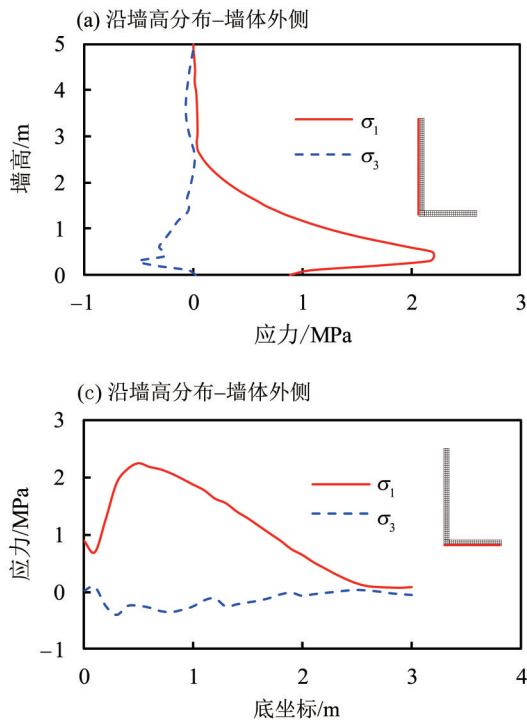 (a) 沿墙高分布–墙体外侧
5
4
3
2
1
0
墙高/m
σ1
σ3
–1 0 1 2 3
应力/MPa
(c) 沿墙高分布–墙体外侧
3
2
1
0
–1
应力/MPa
σ1
σ3
0 1 2 3 4
底坐标/m